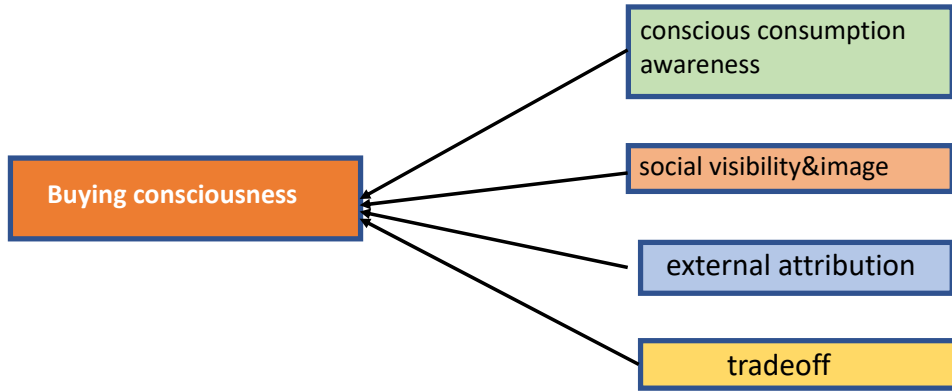 conscious consumption
awareness
social visibility&image
Buying consciousness
external attribution
tradeoff